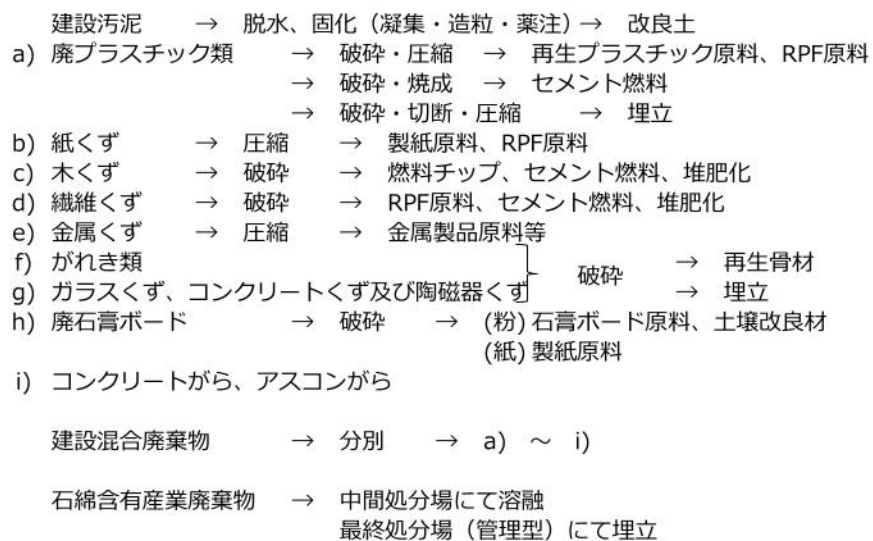 建設汚泥 → 脱水、固化（凝集・造粒・薬注）→ 改良土
a) 廃プラスチック類 → 破砕・圧縮 → 再生プラスチック原料、RPF原料
→ 破砕・焼成 → セメント燃料
→ 破砕・切断・圧縮 → 埋立
b) 紙くず → 圧縮 → 製紙原料、RPF原料
c) 木くず → 破砕 → 燃料チップ、セメント燃料、堆肥化
d) 繊維くず → 破砕 → RPF原料、セメント燃料、堆肥化
e) 金属くず → 圧縮 → 金属製品原料等
f) がれき類
破砕 → 再生骨材
g) ガラスくず、コンクリートくず及び陶磁器くず → 埋立
h) 廃石膏ボード → 破砕 → (粉) 石膏ボード原料、土壌改良材
(紙) 製紙原料
i) コンクリートがら、アスコンがら
建設混合廃棄物 → 分別 → a) ～ i)
石綿含有産業廃棄物 → 中間処分場にて溶融
最終処分場（管理型）にて埋立